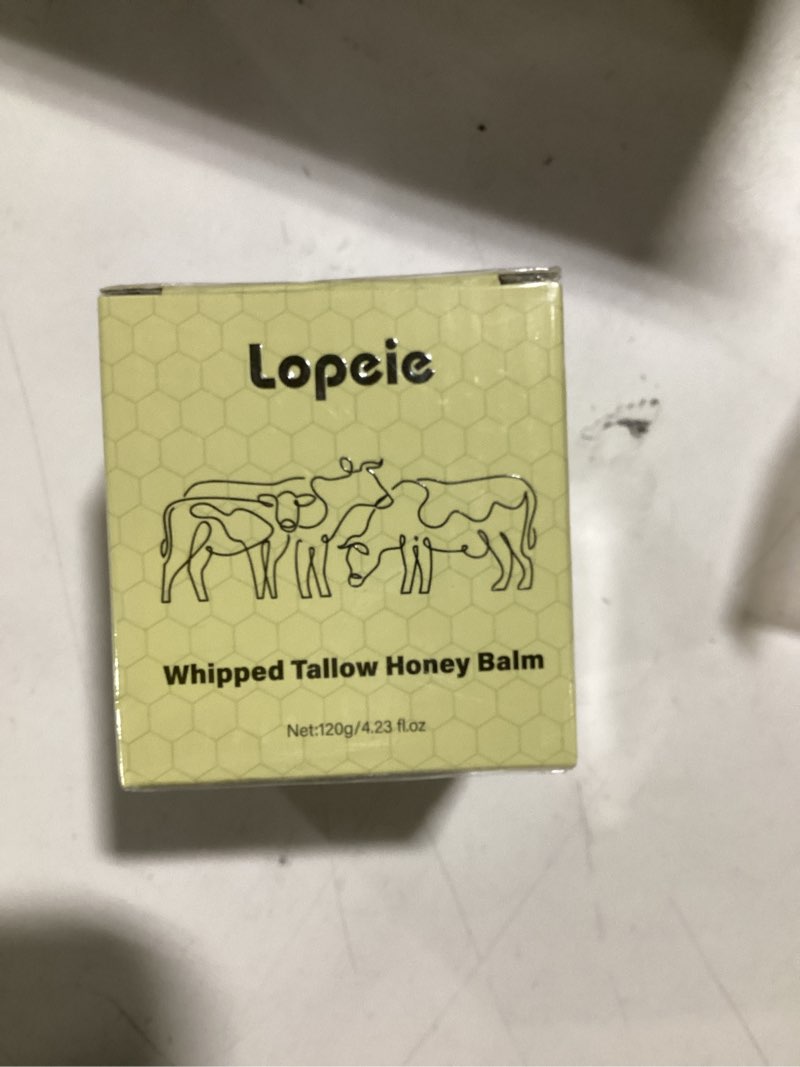 Lopeie
Whipped Tallow Honey Balm
Net:120g/4.23 fl.oz